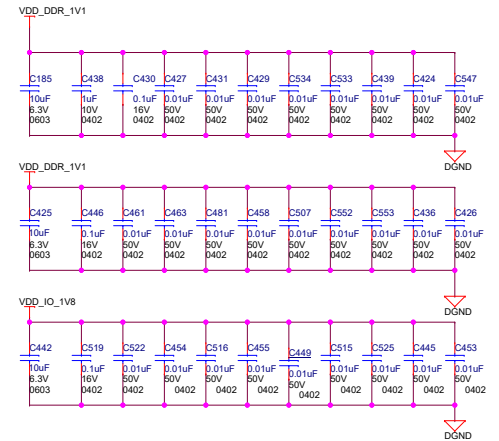 VDD_DDR_1V1
C185 C438 C430 C427 C431 C429 C534 C533 C439 C424 C547
10uF 1uF 0.1uF 0.01uF 0.01uF 0.01uF 0.01uF 0.01uF 0.01uF 0.01uF 0.01uF
6.3V 10V 16V 50V 50V 50V 50V 50V 50V 50V 50V
0603 0402 0402 0402 0402 0402 0402 0402 0402 0402 0402
DGND
VDD_DDR_1V1
C425 C446 C461 C463 C481 C458 C507 C552 C553 C436 C426
10uF 0.1uF 0.01uF 0.01uF 0.01uF 0.01uF 0.01uF 0.01uF 0.01uF 0.01uF 0.01uF
6.3V 16V 50V 50V 50V 50V 50V 50V 50V 50V 50V
0603 0402 0402 0402 0402 0402 0402 0402 0402 0402 0402
DGND
VDD_IO_1V8
C442 C519 C522 C454 C516 C455 C449 C515 C525 C445 C453
10uF 0.1uF 0.01uF 0.01uF 0.01uF 0.01uF 0.01uF 0.01uF 0.01uF 0.01uF 0.01uF
6.3V 16V 50V 50V 50V 50V 50V 50V 50V 50V 50V
0603 0402 0402 0402 0402 0402 0402 0402 0402 0402 0402
DGND